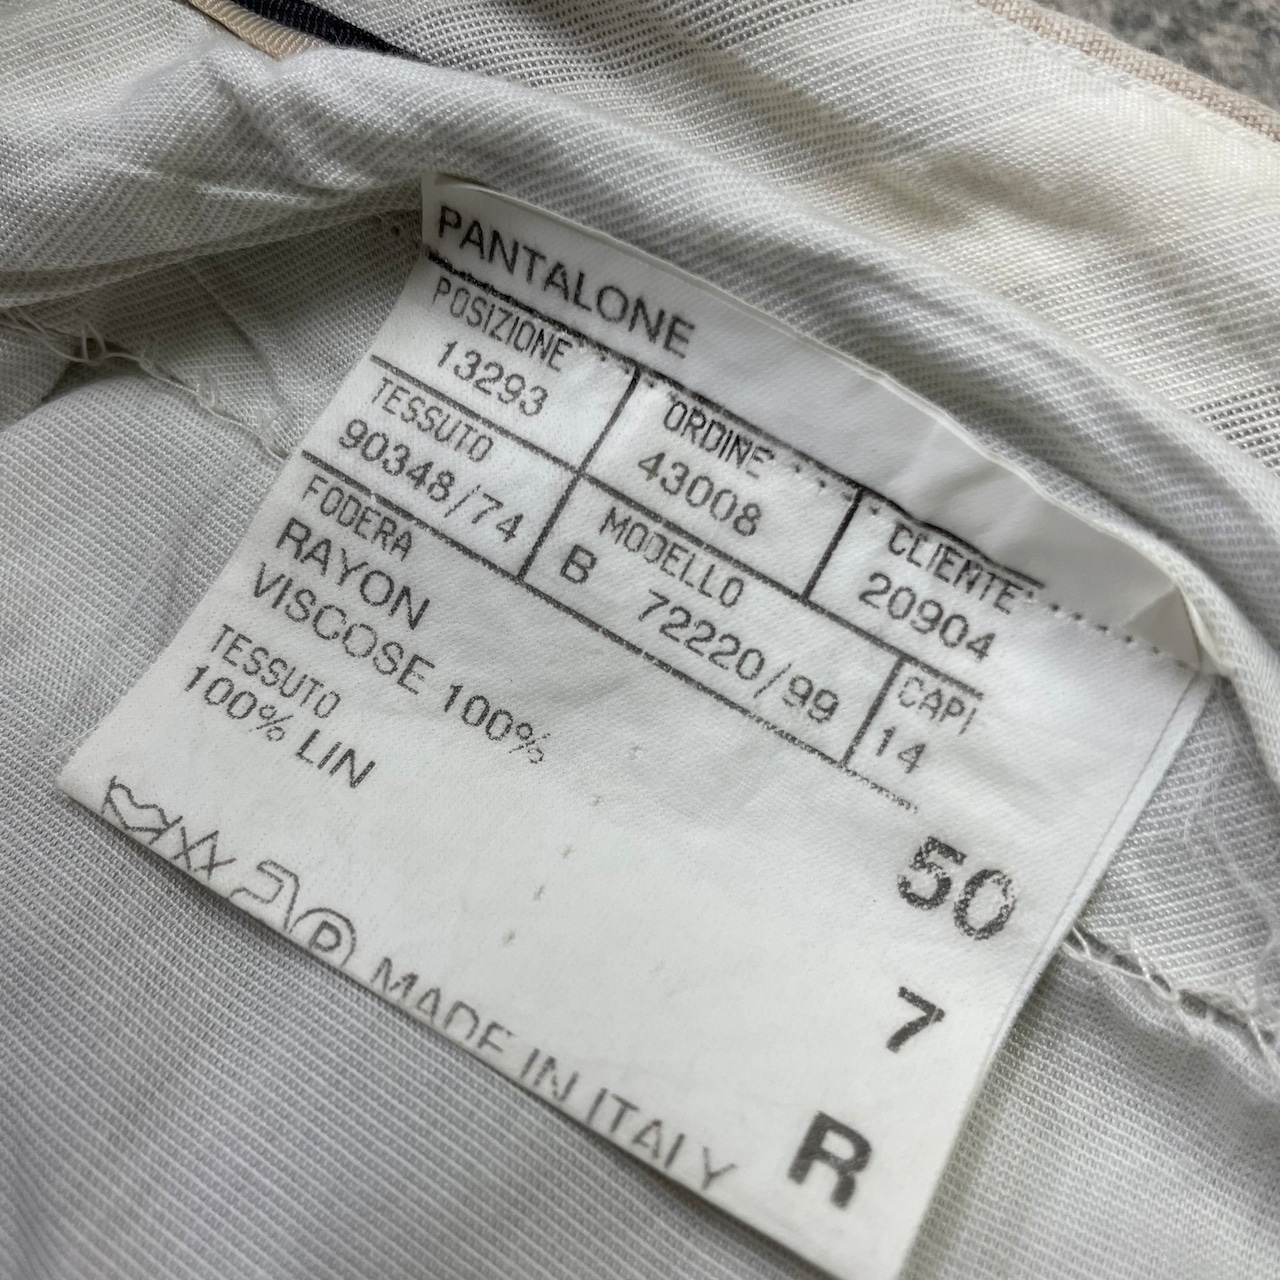 PANTALONE
POSIZIONE ORDINE CLIENTE
13293 43008 20904
TESSUTO MODELLO CAPI
90348/74 B 72220/99 14
FODERA
RAYON
VISCOSE 100%
TESSUTO
100% LIN
50
7
R
P
MADE IN ITALY